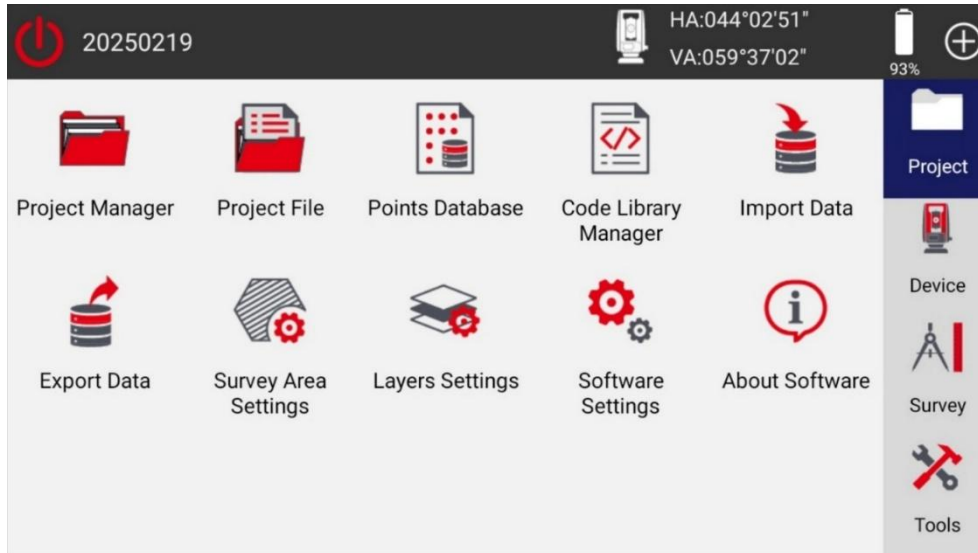 20250219
HA:044°02'51"
VA:059°37'02"
93%
Project Manager
Project File
Points Database
Code Library
Manager
Import Data
Export Data
Survey Area
Settings
Layers Settings
Software
Settings
About Software
Project
Device
Survey
Tools